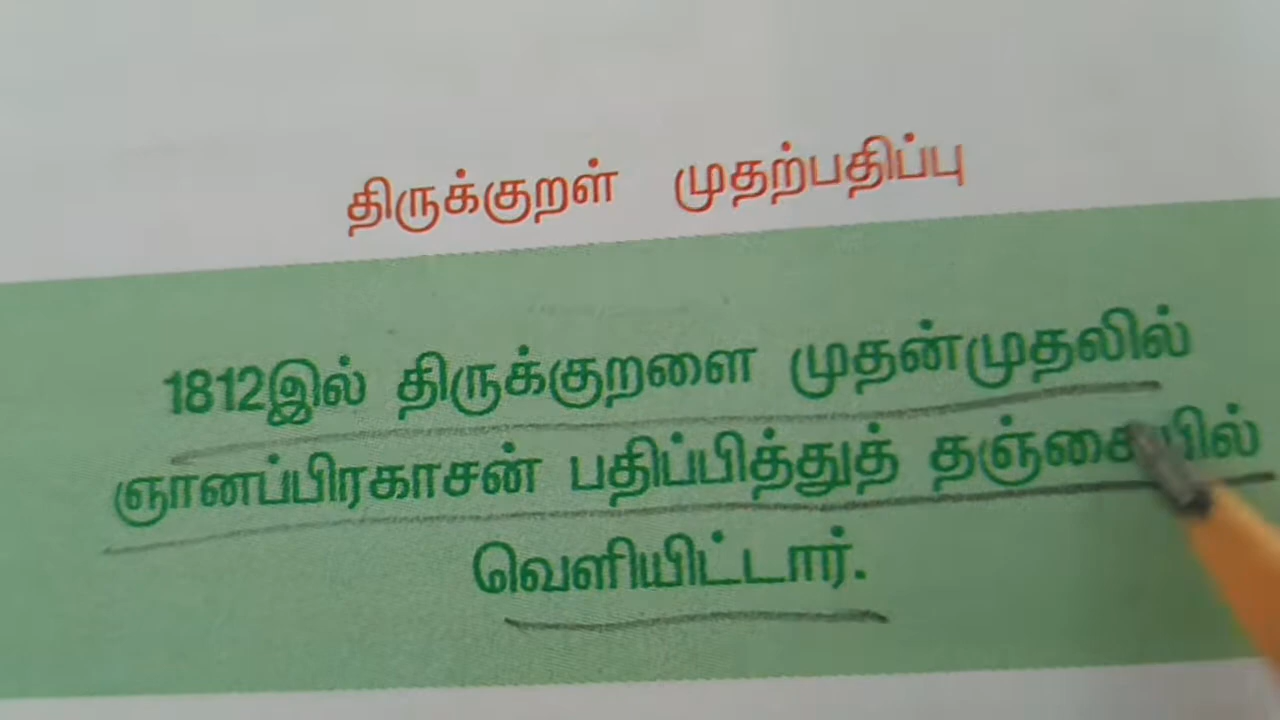 திருக்குறள் முதற்பதிப்பு
1812இல் திருக்குறளை முதன்முதலில்
ஞானப்பிரகாசன் பதிப்பித்துத் தஞ்சையில்
வெளியிட்டார்.